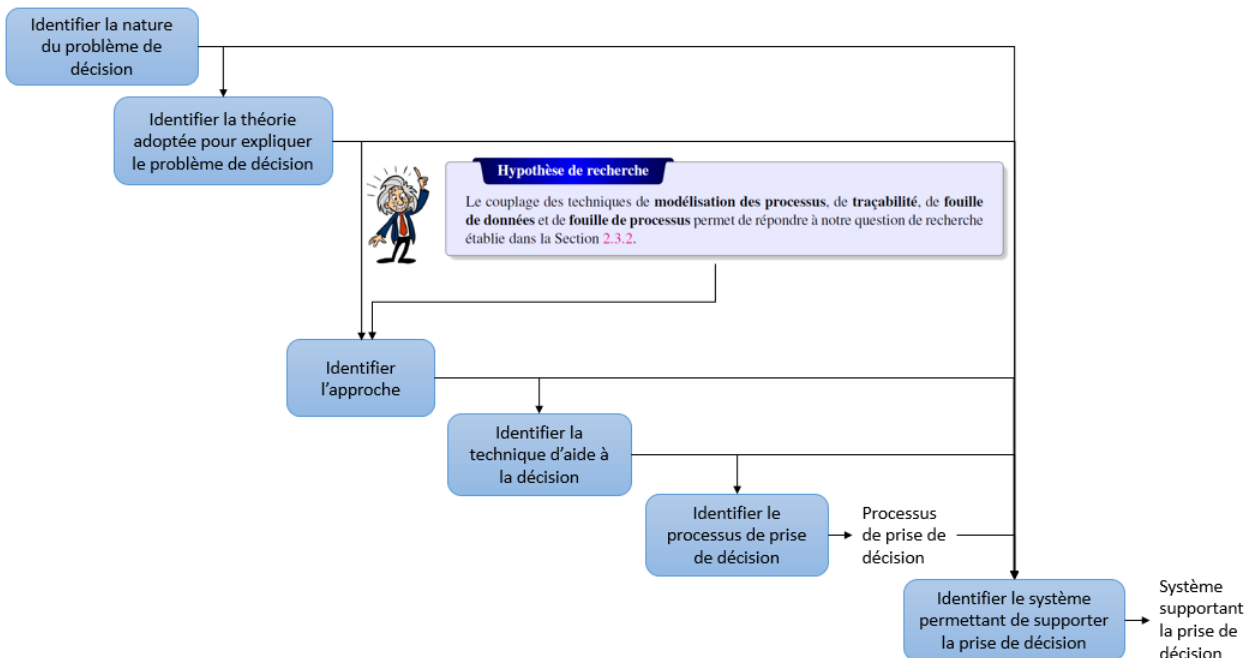 Identifier la nature
du problème de
décision
Identifier la théorie
adoptée pour expliquer
le problème de décision
Hypothèse de recherche
Le couplage des techniques de modélisation des processus, de traçabilité, de fouille
de données et de fouille de processus permet de répondre à notre question de recherche
établie dans la Section 2.3.2.
Identifier
l'approche
Identifier la
technique d'aide à
la décision
Identifier le
processus de prise
de décision
Processus
de prise de
décision
Identifier le système
permettant de supporter
la prise de décision
Système
supportant
la prise de
décision